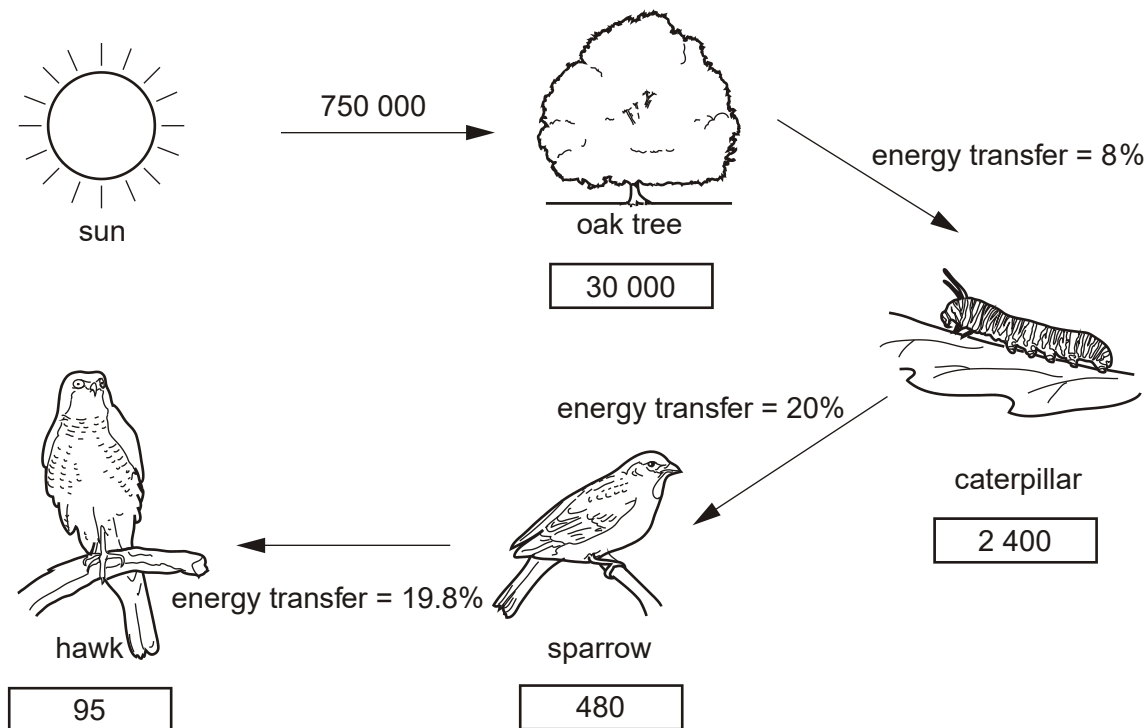 750 000
energy transfer = 8%
sun
oak tree
30 000
energy transfer = 20%
caterpillar
2 400
energy transfer = 19.8%
hawk
sparrow
95
480